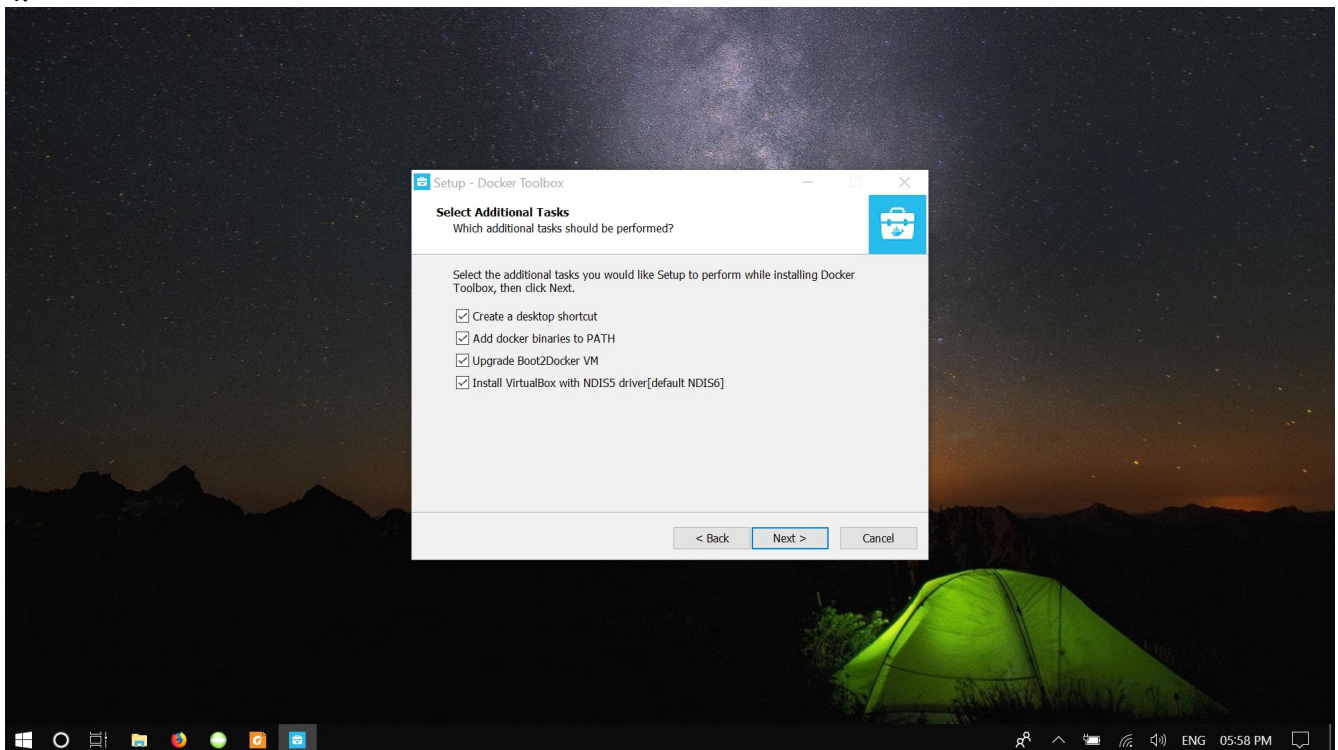 Setup - Docker Toolbox
Select Additional Tasks
Which additional tasks should be performed?
Select the additional tasks you would like Setup to perform while installing Docker
Toolbox, then click Next.
Create a desktop shortcut
Add docker binaries to PATH
Upgrade Boot2Docker VM
Install VirtualBox with NDIS5 driver[default NDIS6]
< Back
Next >
Cancel
ENG
05:58 PM